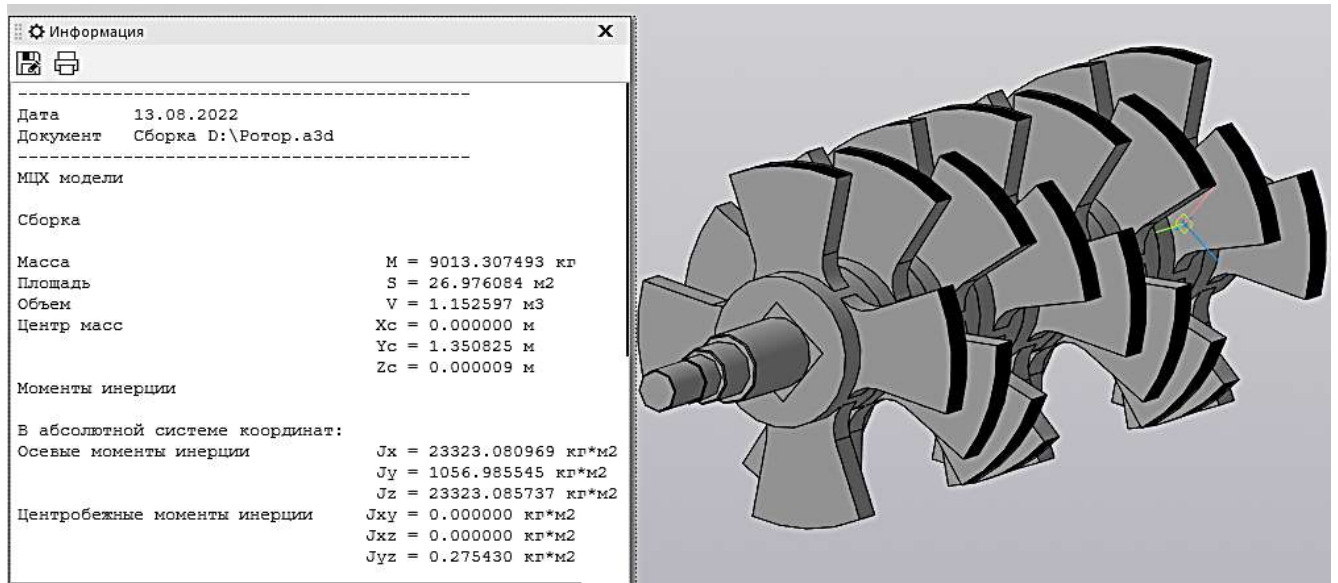 Информация
Дата 13.08.2022
Документ Сборка D:\Ротор.a3d
МЦХ модели
Сборка
Масса M = 9013.307493 кг
Площадь S = 26.976084 м2
Объем V = 1.152597 м3
Центр масс Xc = 0.000000 м
Yc = 1.350825 м
Zc = 0.000009 м
Моменты инерции
В абсолютной системе координат:
Осевые моменты инерции Jx = 23323.080969 кг*м2
Jy = 1056.985545 кг*м2
Jz = 23323.085737 кг*м2
Центробежные моменты инерции Jxy = 0.000000 кг*м2
Jxz = 0.000000 кг*м2
Jyz = 0.275430 кг*м2